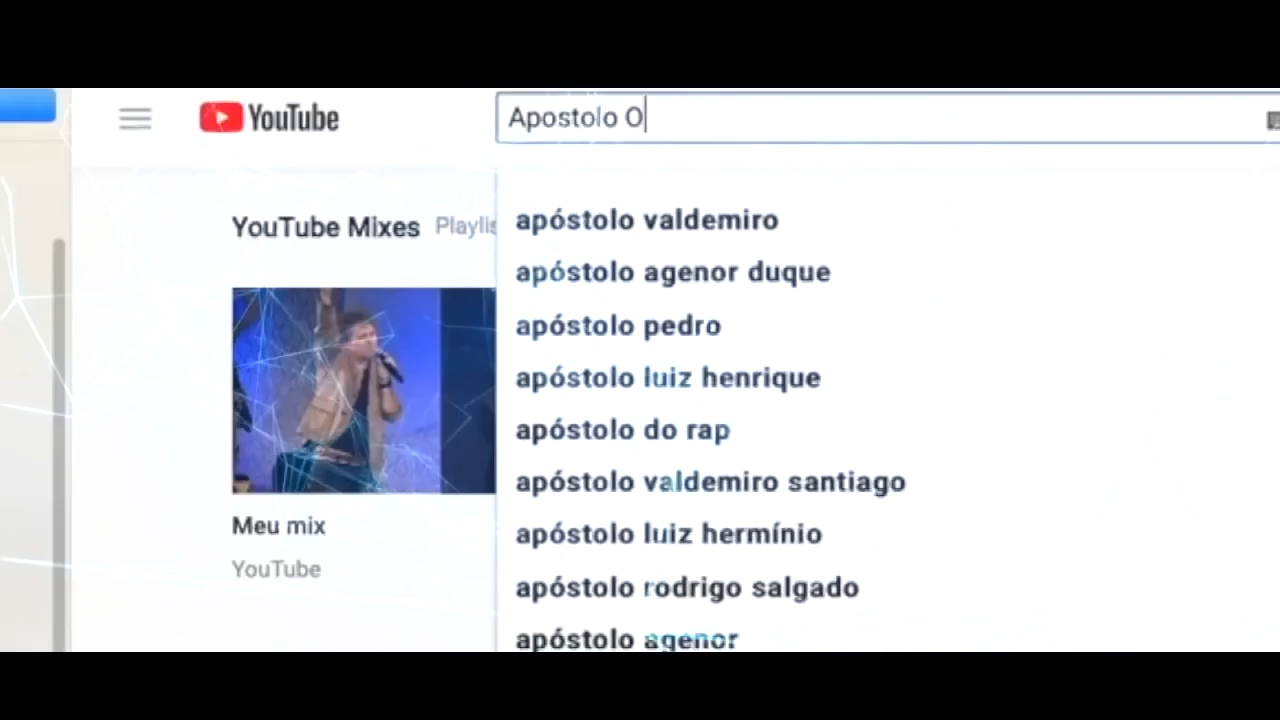 YouTube
Apostolo O
YouTube Mixes Playlis
Meu mix
YouTube
apóstolo valdemiro
apóstolo agenor duque
apóstolo pedro
apóstolo luiz henrique
apóstolo do rap
apóstolo valdemiro santiago
apóstolo luiz hermínio
apóstolo rodrigo salgado
apóstolo agenor